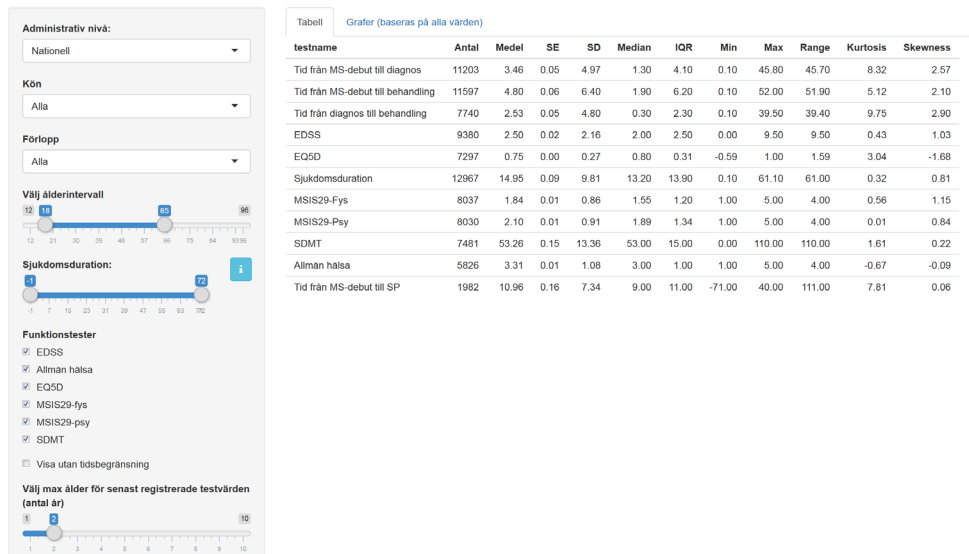 Administrativ nivå:
Nationell
Kön
Alla
Förlopp
Alla
Välj ålderintervall
12 18 65 96
12 21 30 39 48 57 66 75 84 9396
Sjukdomsduration:
i
-1 72
-1 7 15 23 31 39 47 55 63 7172
Funktionstester
EDSS
Allmän hälsa
EQ5D
MSIS29-fys
MSIS29-psy
SDMT
Visa utan tidsbegränsning
Välj max ålder för senast registrerade testvärden
(antal år)
1 2 10
1 2 3 4 5 6 7 8 9 10
Tabell Grafer (baseras på alla värden)
testname Antal Medel SE SD Median IQR Min Max Range Kurtosis Skewness
Tid från MS-debut till diagnos 11203 3.46 0.05 4.97 1.30 4.10 0.10 45.80 45.70 8.32 2.57
Tid från MS-debut till behandling 11597 4.80 0.06 6.40 1.90 6.20 0.10 52.00 51.90 5.12 2.10
Tid från diagnos till behandling 7740 2.53 0.05 4.80 0.30 2.30 0.10 39.50 39.40 9.75 2.90
EDSS 9380 2.50 0.02 2.16 2.00 2.50 0.00 9.50 9.50 0.43 1.03
EQ5D 7297 0.75 0.00 0.27 0.80 0.31 -0.59 1.00 1.59 3.04 -1.68
Sjukdomsduration 12967 14.95 0.09 9.81 13.20 13.90 0.10 61.10 61.00 0.32 0.81
MSIS29-Fys 8037 1.84 0.01 0.86 1.55 1.20 1.00 5.00 4.00 0.56 1.15
MSIS29-Psy 8030 2.10 0.01 0.91 1.89 1.34 1.00 5.00 4.00 0.01 0.84
SDMT 7481 53.26 0.15 13.36 53.00 15.00 0.00 110.00 110.00 1.61 0.22
Allmän hälsa 5826 3.31 0.01 1.08 3.00 1.00 1.00 5.00 4.00 -0.67 -0.09
Tid från MS-debut till SP 1982 10.96 0.16 7.34 9.00 11.00 -71.00 40.00 111.00 7.81 0.06